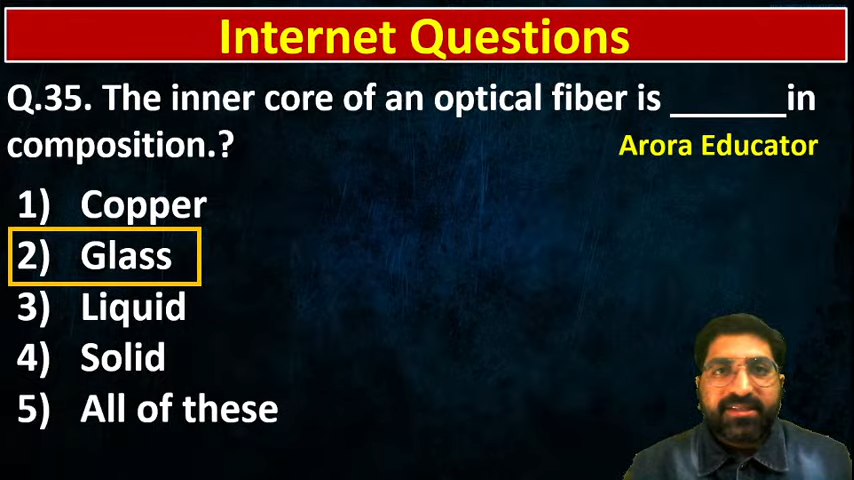 Internet Questions
Q.35. The inner core of an optical fiber is ______in
composition.?
Arora Educator
1) Copper
2) Glass
3) Liquid
4) Solid
5) All of these